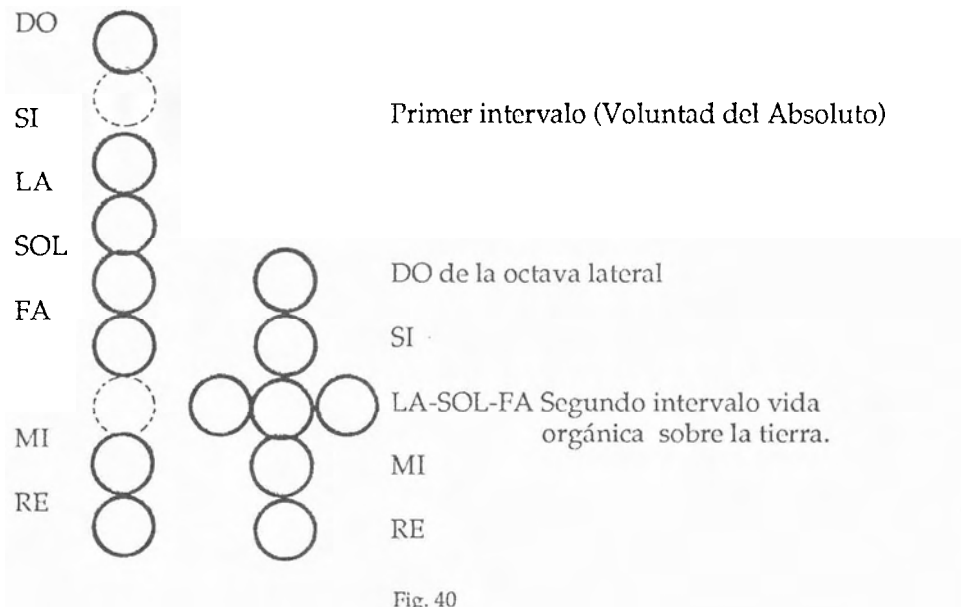 DO
SI
Primer intervalo (Voluntad del Absoluto)
LA
SOL
DO de la octava lateral
FA
SI
LA-SOL-FA Segundo intervalo vida
orgánica sobre la tierra.
MI
MI
RE
RE
Fig. 40